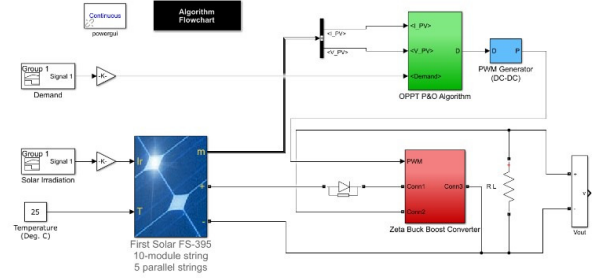 Continuous
powergui
Algorithm
Flowchart
Group 1
Signal 1
-K-
Demand
<I_PV>
<V_PV>
<I_PV>
<V_PV>
<Demand>
D
OPPT P&O Algorithm
D
P
PWM Generator
(DC-DC)
Group 1
Signal 1
-K-
Solar Irradiation
Ir
m
+
T
-
25
Temperature
(Deg. C)
First Solar FS-395
10-module string
5 parallel strings
PWM
Conn1
Conn3
Conn2
Zeta Buck Boost Converter
R L
+
v
-
Vout